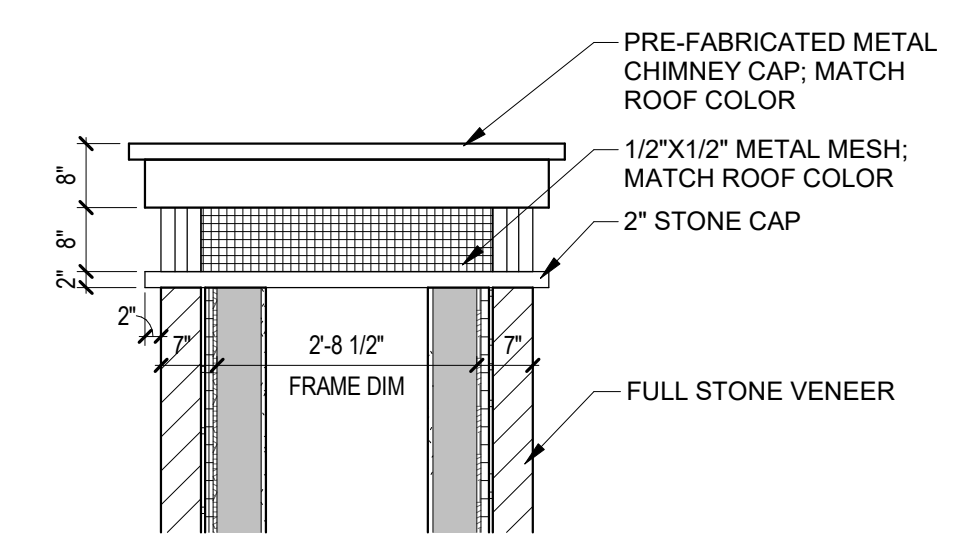 PRE-FABRICATED METAL
CHIMNEY CAP; MATCH
ROOF COLOR
1/2"X1/2" METAL MESH;
MATCH ROOF COLOR
2" STONE CAP
8"
8"
2"
2"
7"
2'-8 1/2"
7"
FRAME DIM
FULL STONE VENEER